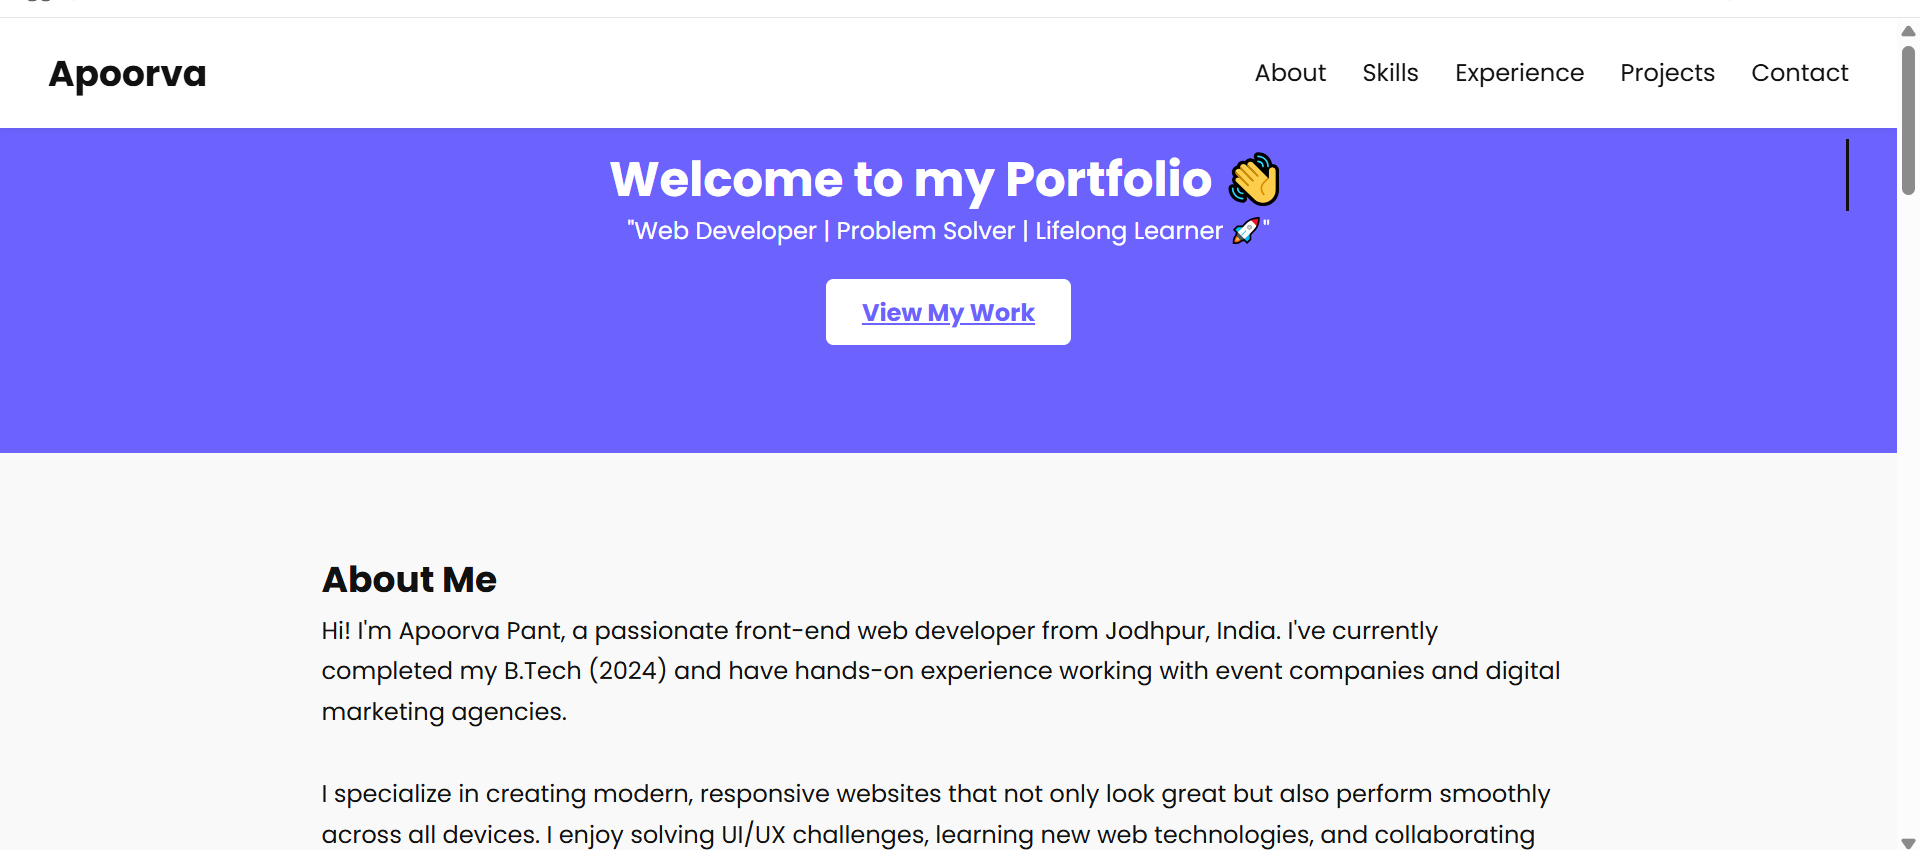 Apoorva
About Skills Experience Projects Contact
Welcome to my Portfolio 👋
"Web Developer | Problem Solver | Lifelong Learner 🚀"
View My Work
About Me
Hi! I'm Apoorva Pant, a passionate front-end web developer from Jodhpur, India. I've currently
completed my B.Tech (2024) and have hands-on experience working with event companies and digital
marketing agencies.
I specialize in creating modern, responsive websites that not only look great but also perform smoothly
across all devices. I enjoy solving UI/UX challenges, learning new web technologies, and collaborating